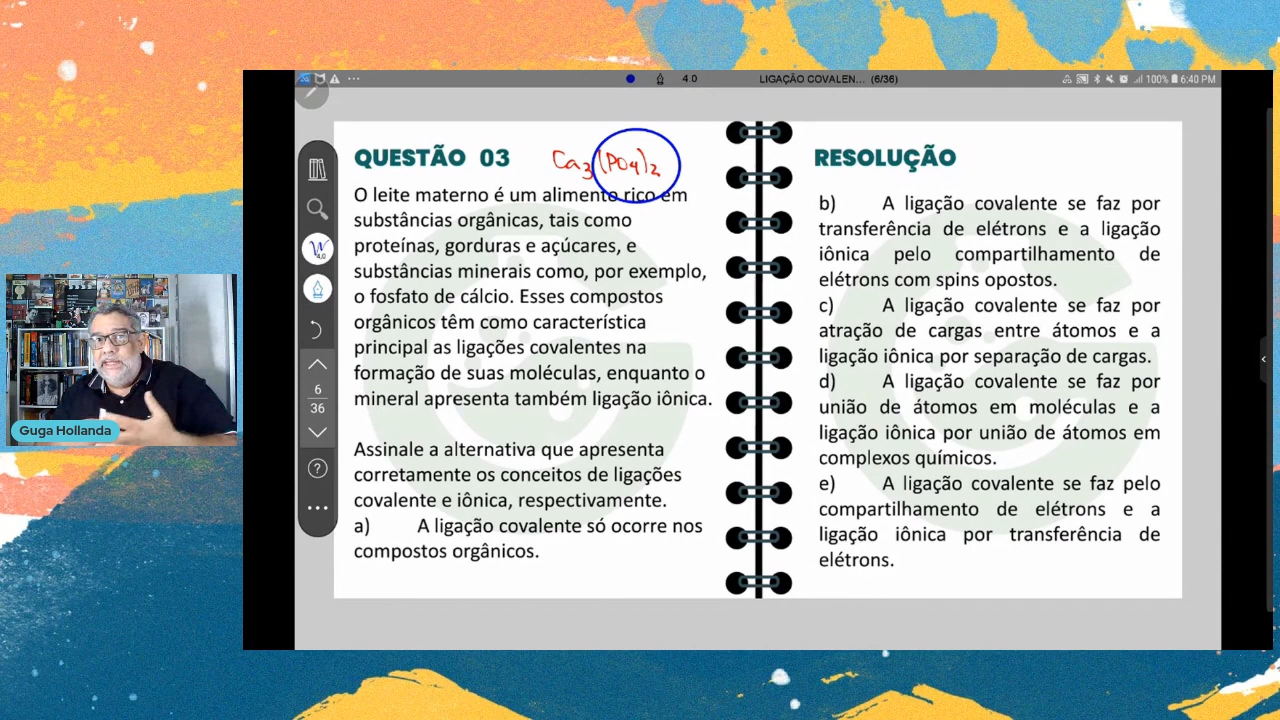 4.0
LIGAÇÃO COVALEN... (6/36)
100% 6:40 PM
QUESTÃO 03
Ca3(PO4)2
O leite materno é um alimento rico em
substâncias orgânicas, tais como
proteínas, gorduras e açúcares, e
substâncias minerais como, por exemplo,
o fosfato de cálcio. Esses compostos
orgânicos têm como característica
principal as ligações covalentes na
formação de suas moléculas, enquanto o
mineral apresenta também ligação iônica.
Assinale a alternativa que apresenta
corretamente os conceitos de ligações
covalente e iônica, respectivamente.
a) A ligação covalente só ocorre nos
compostos orgânicos.
RESOLUÇÃO
b) A ligação covalente se faz por
transferência de elétrons e a ligação
iônica pelo compartilhamento de
elétrons com spins opostos.
c) A ligação covalente se faz por
atração de cargas entre átomos e a
ligação iônica por separação de cargas.
d) A ligação covalente se faz por
união de átomos em moléculas e a
ligação iônica por união de átomos em
complexos químicos.
e) A ligação covalente se faz pelo
compartilhamento de elétrons e a
ligação iônica por transferência de
elétrons.
4.0
6
36
Guga Hollanda